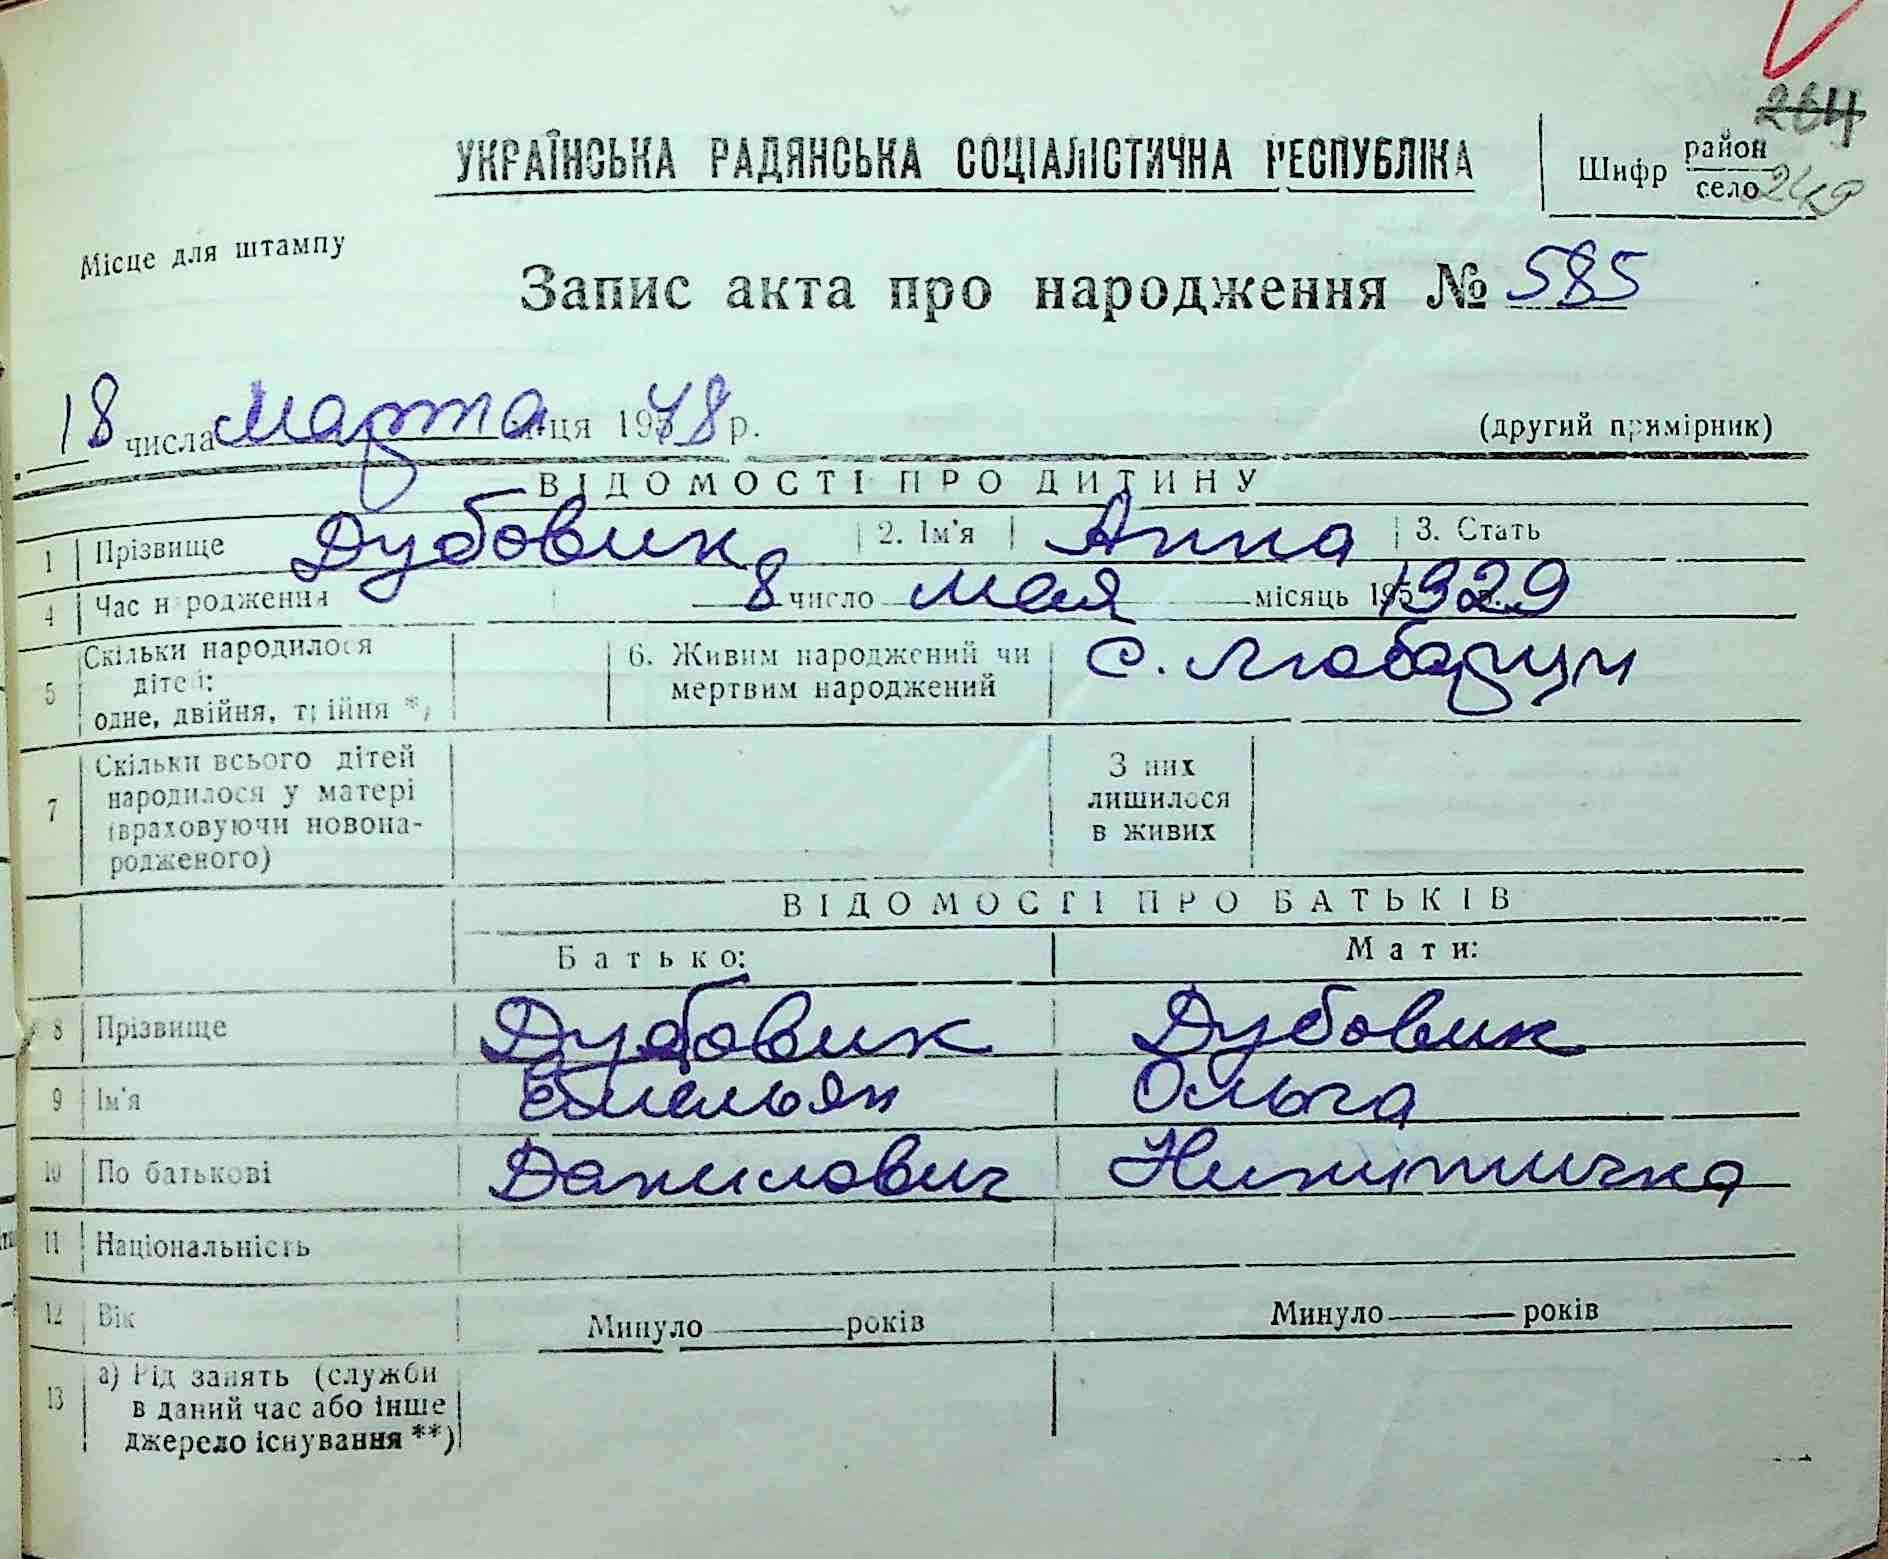 264
УКРАЇНСЬКА РАДЯНСЬКА СОЦІАЛІСТИЧНА РЕСПУБЛІКА
Шифр район село 249
Місце для штампу
Запис акта про народження № 585
18 числа марта м-ця 1948 р.
(другий примірник)
ВІДОМОСТІ ПРО ДИТИНУ
1 Прізвище Дубовик 2. Ім'я Анна 3. Стать
4 Час народження 8 число мая місяць 195 1929
5 Скільки народилося дітей: одне, двійня, трійня *)
6. Живим народжений чи мертвим народжений с. Любарци
7 Скільки всього дітей народилося у матері (враховуючи новонародженого)
З них лишилося в живих
ВІДОМОСТІ ПРО БАТЬКІВ
Батько: Мати:
8 Прізвище Дубовик Дубовик
9 Ім'я Емельян Ольга
10 По батькові Данилович Никитична
11 Національність
12 Вік Минуло років Минуло років
13 а) Рід занять (служби в даний час або інше джерело існування **)